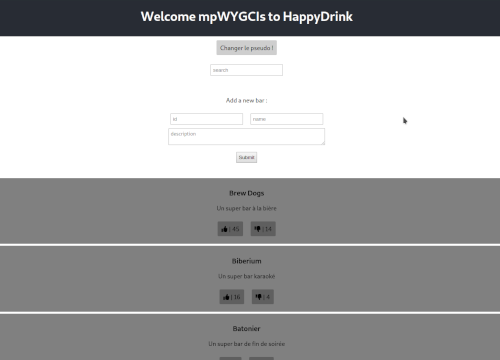 Welcome mpWYGCIs to HappyDrink
Changer le pseudo !
search
Add a new bar :
id
name
description
Submit
Brew Dogs
Un super bar à la bière
| 45
| 14
Biberium
Un super bar karaoké
| 16
| 4
Batonier
Un super bar de fin de soirée